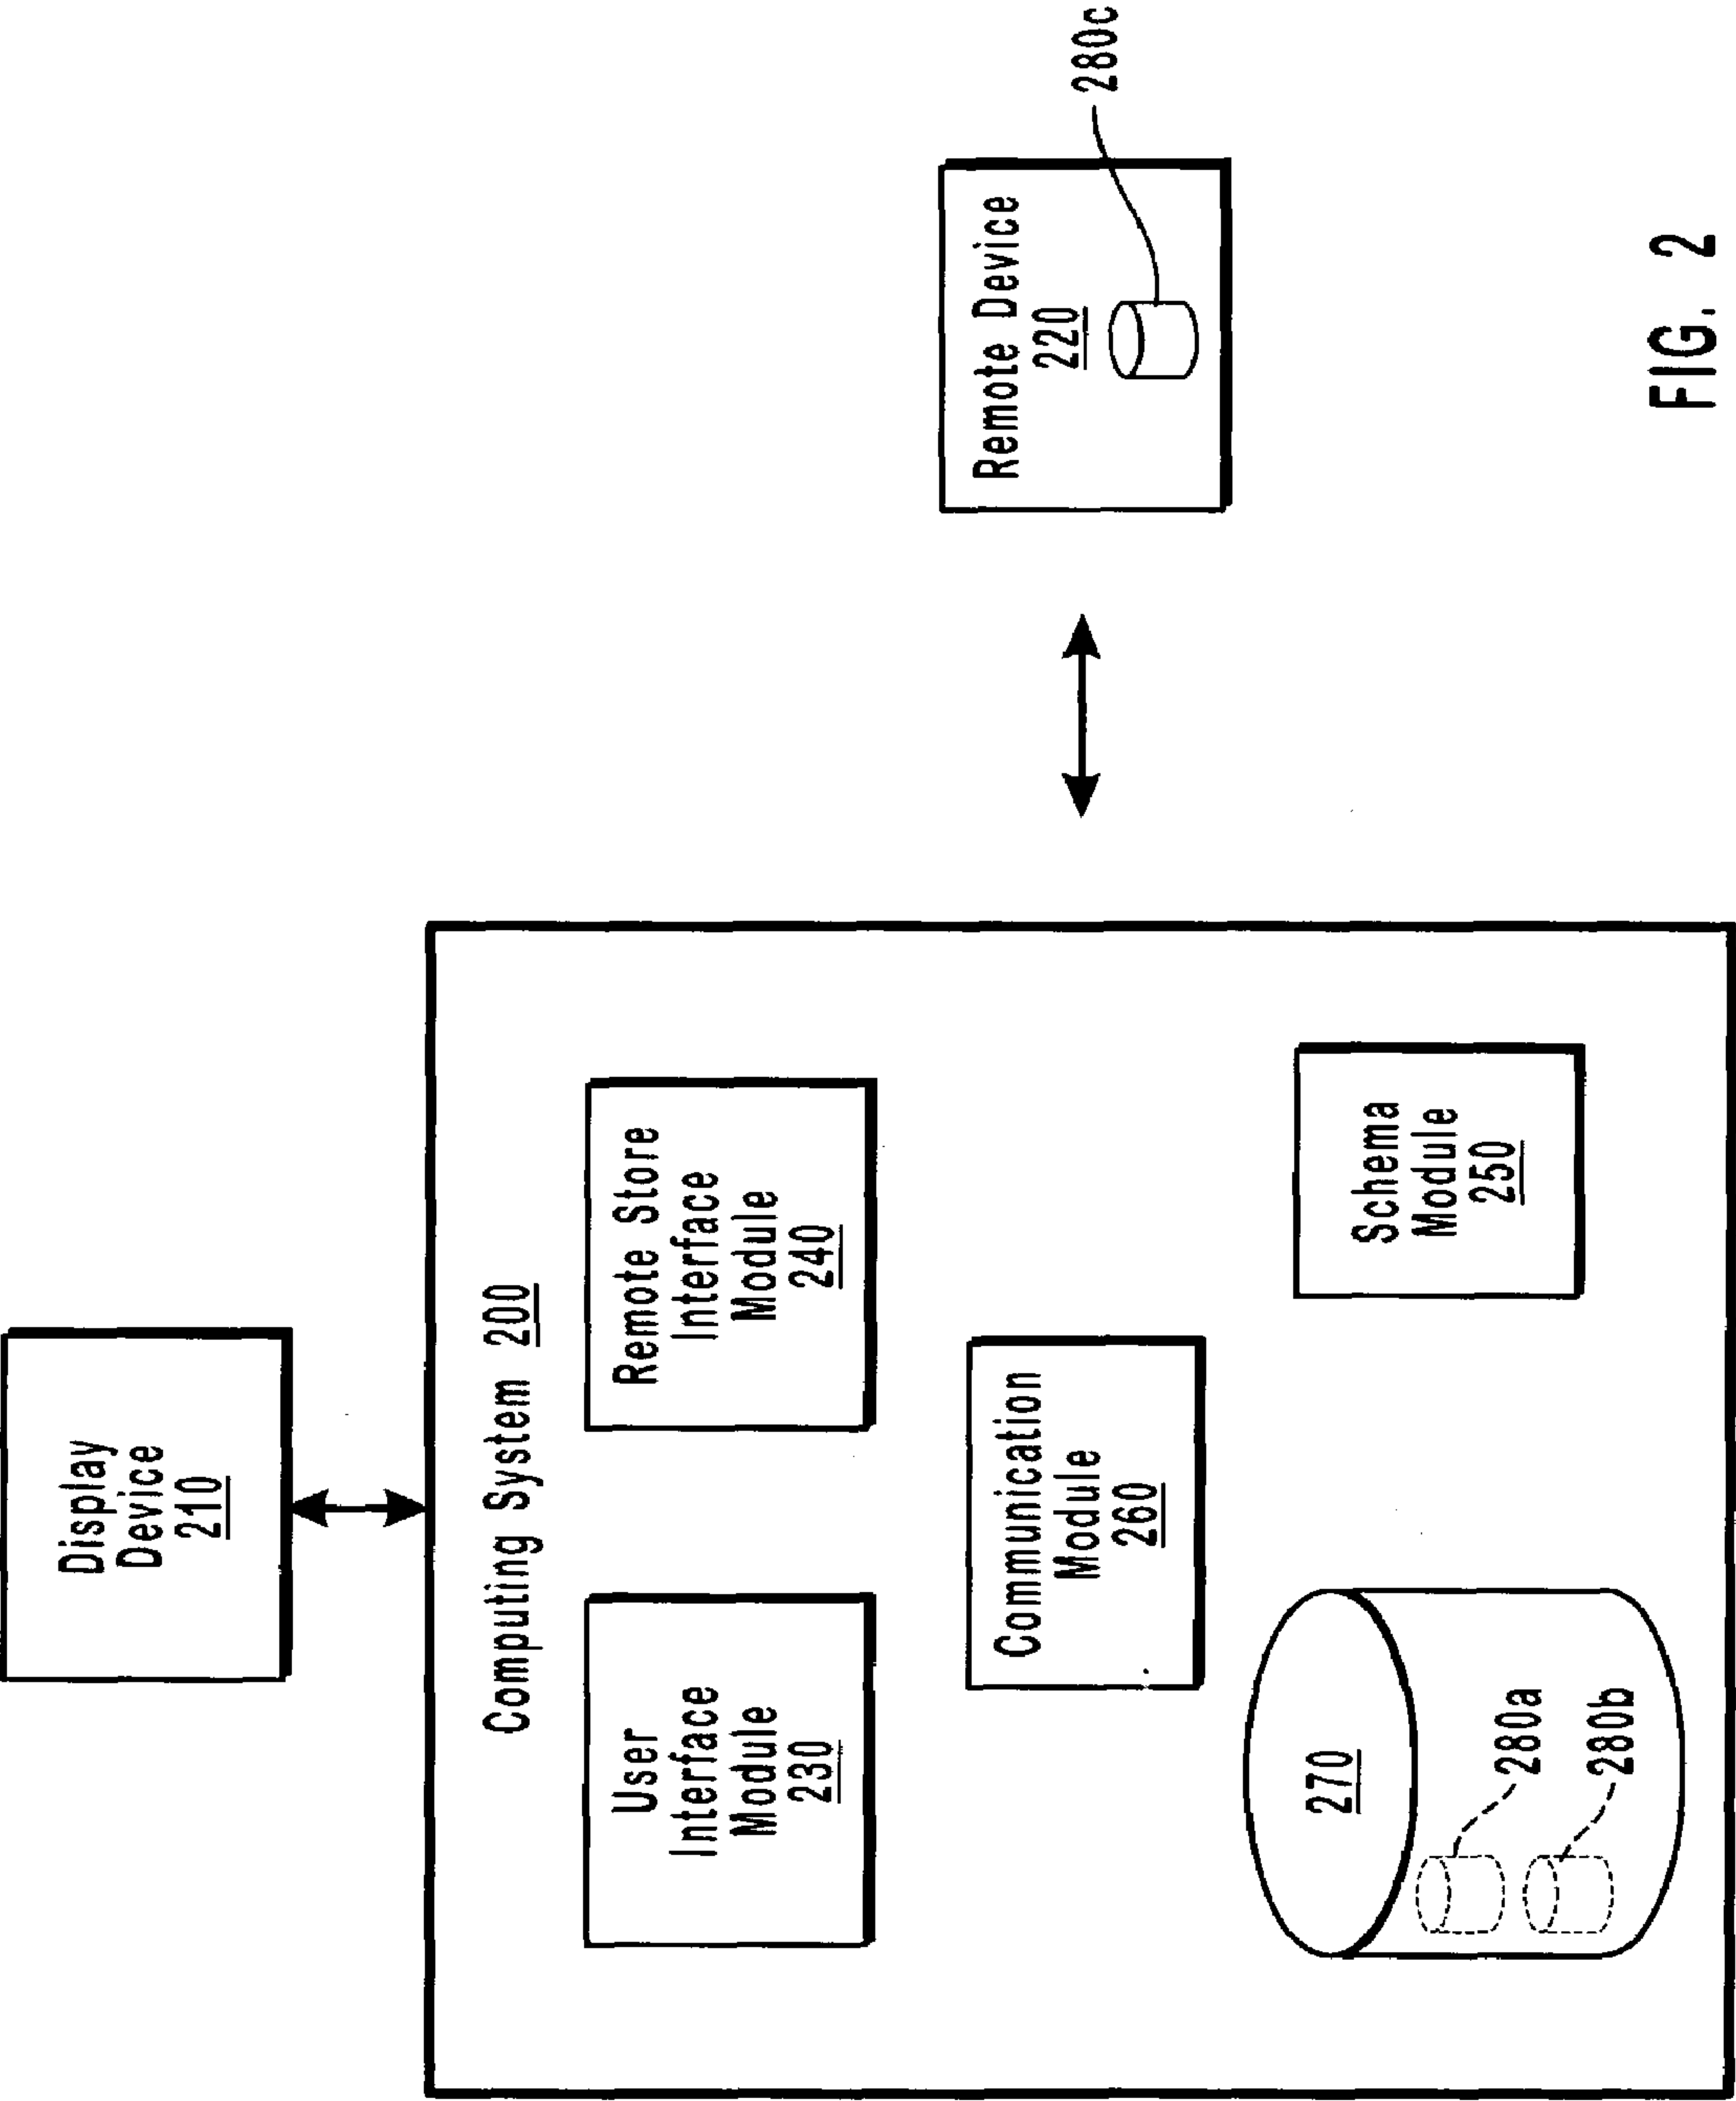 Display
Device
210
Computing System 200
User
Interface
Module
230
Remote Store
Interface
Module
240
Communication
Module
260
270
280a
280b
Schema
Module
250
Remote Device
220
280c
FIG. 2